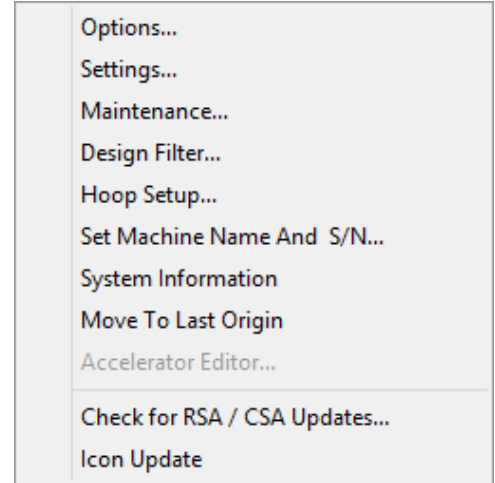 Options...
Settings...
Maintenance...
Design Filter...
Hoop Setup...
Set Machine Name And  S/N...
System Information
Move To Last Origin
Accelerator Editor...
Check for RSA / CSA Updates...
Icon Update